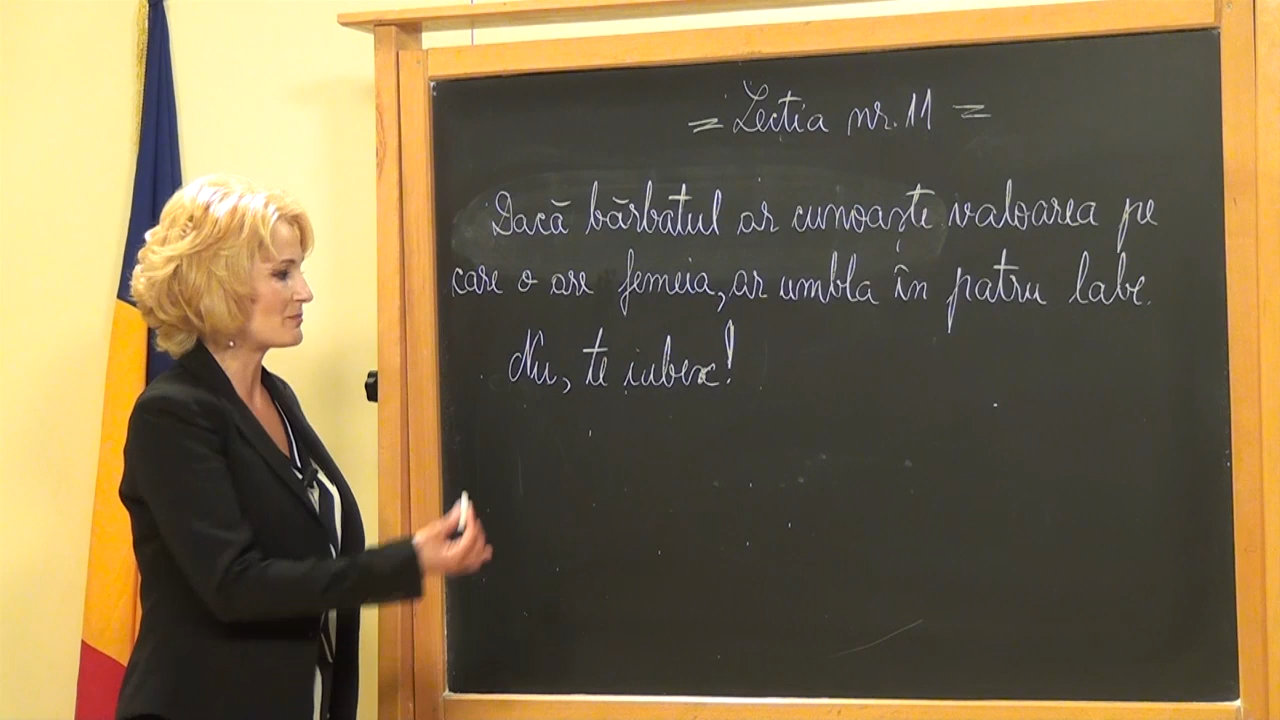 = Lectia nr. 11 =
Dacă bărbatul ar cunoaște valoarea pe
care o are femeia, ar umbla în patru labe.
Nu, te iubesc!